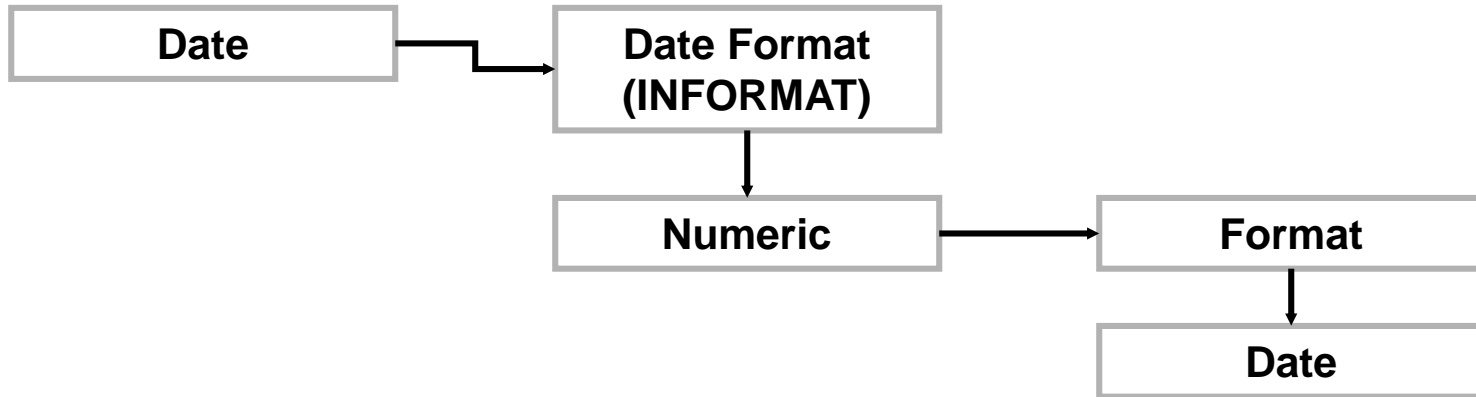 Date
Date Format
(INFORMAT)
Numeric
Format
Date